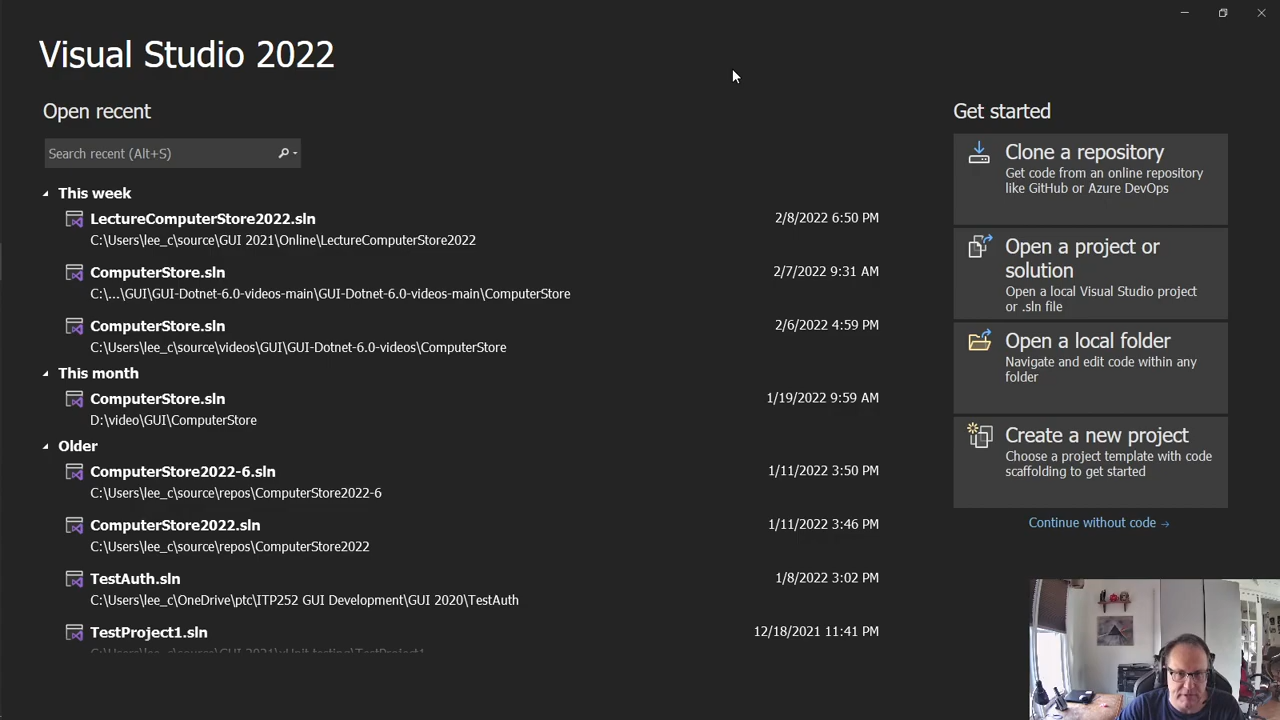 Visual Studio 2022
Open recent
Search recent (Alt+S)
This week
LectureComputerStore2022.sln
2/8/2022 6:50 PM
C:\Users\lee_c\source\GUI 2021\Online\LectureComputerStore2022
ComputerStore.sln
2/7/2022 9:31 AM
C:\...\GUI\GUI-Dotnet-6.0-videos-main\GUI-Dotnet-6.0-videos-main\ComputerStore
ComputerStore.sln
2/6/2022 4:59 PM
C:\Users\lee_c\source\videos\GUI\GUI-Dotnet-6.0-videos\ComputerStore
This month
ComputerStore.sln
1/19/2022 9:59 AM
D:\video\GUI\ComputerStore
Older
ComputerStore2022-6.sln
1/11/2022 3:50 PM
C:\Users\lee_c\source\repos\ComputerStore2022-6
ComputerStore2022.sln
1/11/2022 3:46 PM
C:\Users\lee_c\source\repos\ComputerStore2022
TestAuth.sln
1/8/2022 3:02 PM
C:\Users\lee_c\OneDrive\ptc\ITP252 GUI Development\GUI 2020\TestAuth
TestProject1.sln
12/18/2021 11:41 PM
C:\Users\lee_c\source\GUI 2021\xUnit testing\TestProject1
Get started
Clone a repository
Get code from an online repository
like GitHub or Azure DevOps
Open a project or
solution
Open a local Visual Studio project
or .sln file
Open a local folder
Navigate and edit code within any
folder
Create a new project
Choose a project template with code
scaffolding to get started
Continue without code →